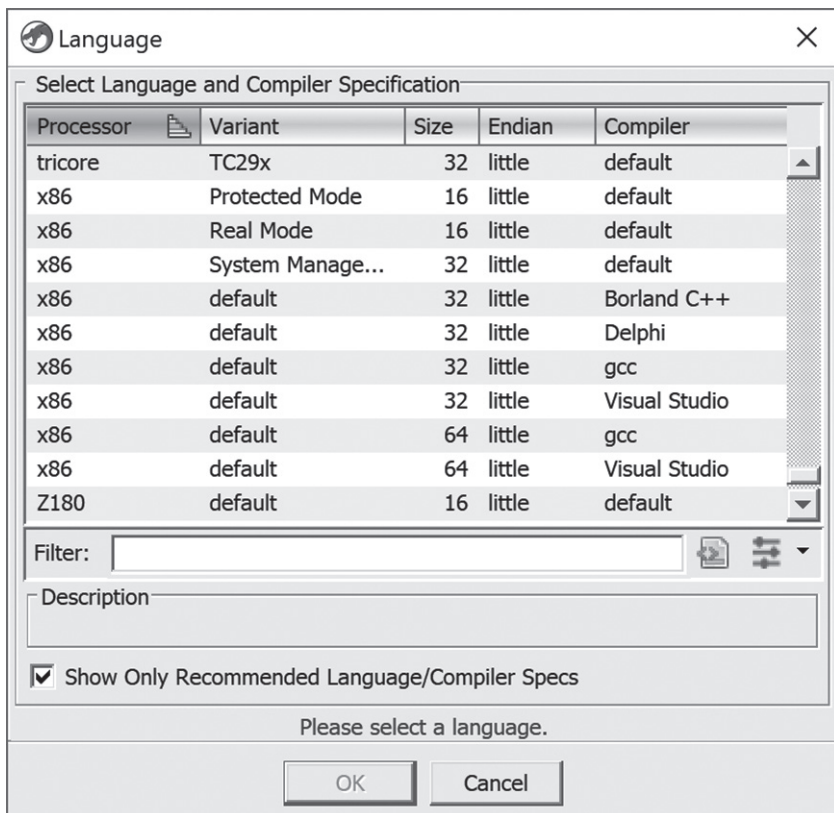 Language
Select Language and Compiler Specification
Processor Variant Size Endian Compiler
tricore TC29x 32 little default
x86 Protected Mode 16 little default
x86 Real Mode 16 little default
x86 System Manage... 32 little default
x86 default 32 little Borland C++
x86 default 32 little Delphi
x86 default 32 little gcc
x86 default 32 little Visual Studio
x86 default 64 little gcc
x86 default 64 little Visual Studio
Z180 default 16 little default
Filter:
Description
Show Only Recommended Language/Compiler Specs
Please select a language.
OK Cancel